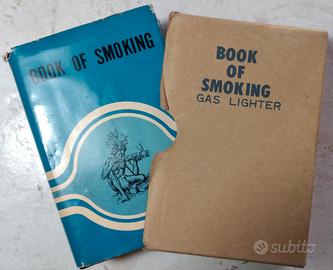 BOOK OF SMOKING
BOOK
OF
SMOKING
GAS LIGHTER
subito